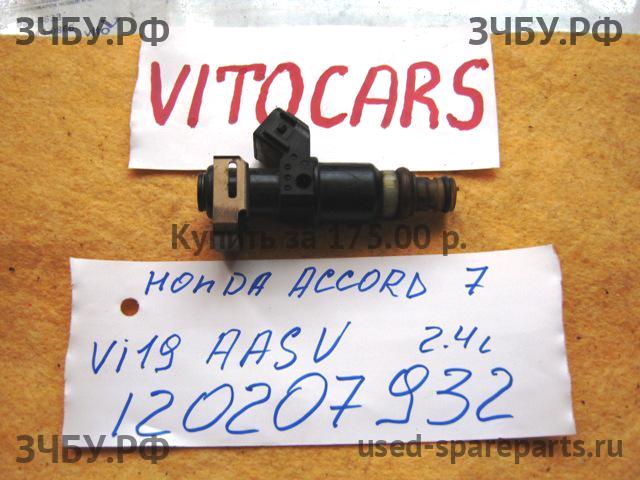 ЗЧБУ.РФ ЗЧБУ.РФ
VITOCARS
Купить за 175.00 р.
HONDA ACCORD 7
Vi19 AASV 2.4L
120207932
ЗЧБУ.РФ used-spareparts.ru